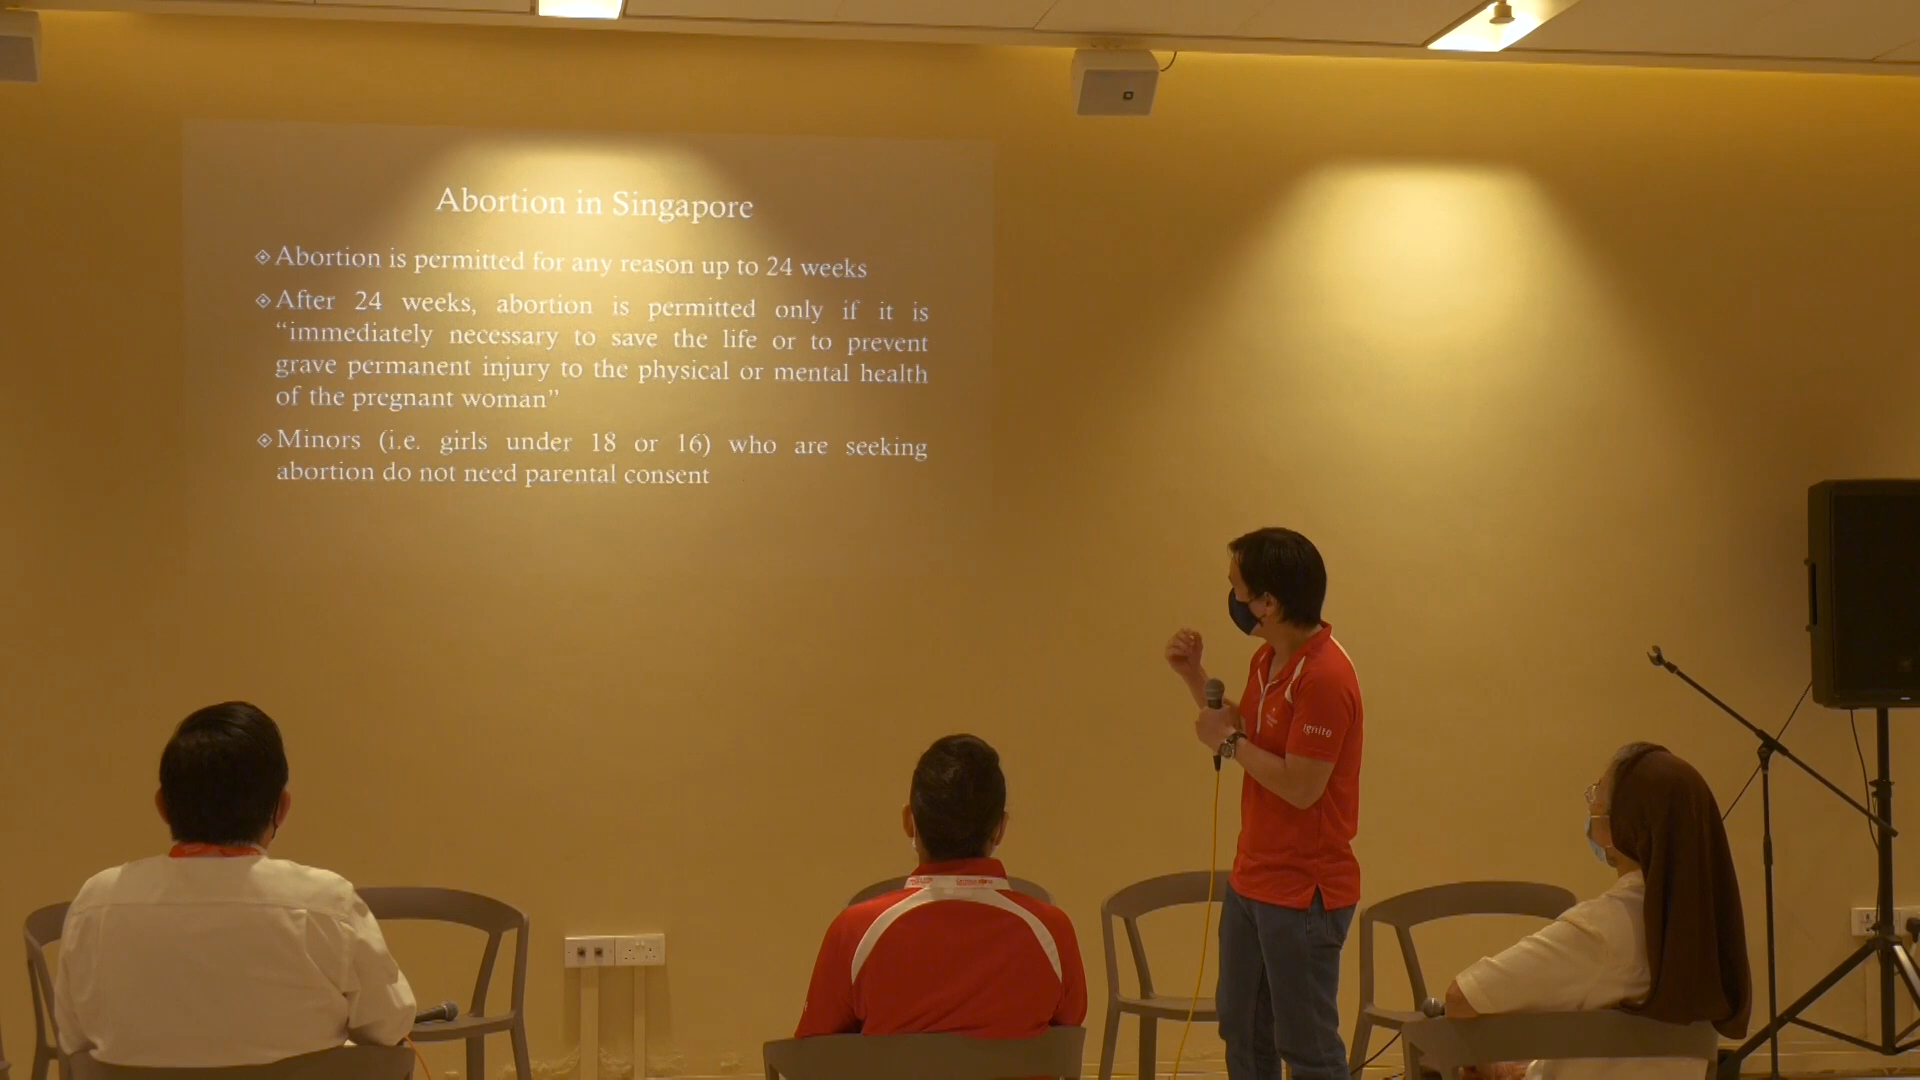 Abortion in Singapore
Abortion is permitted for any reason up to 24 weeks
After 24 weeks, abortion is permitted only if it is
“immediately necessary to save the life or to prevent
grave permanent injury to the physical or mental health
of the pregnant woman”
Minors (i.e. girls under 18 or 16) who are seeking
abortion do not need parental consent
ignite